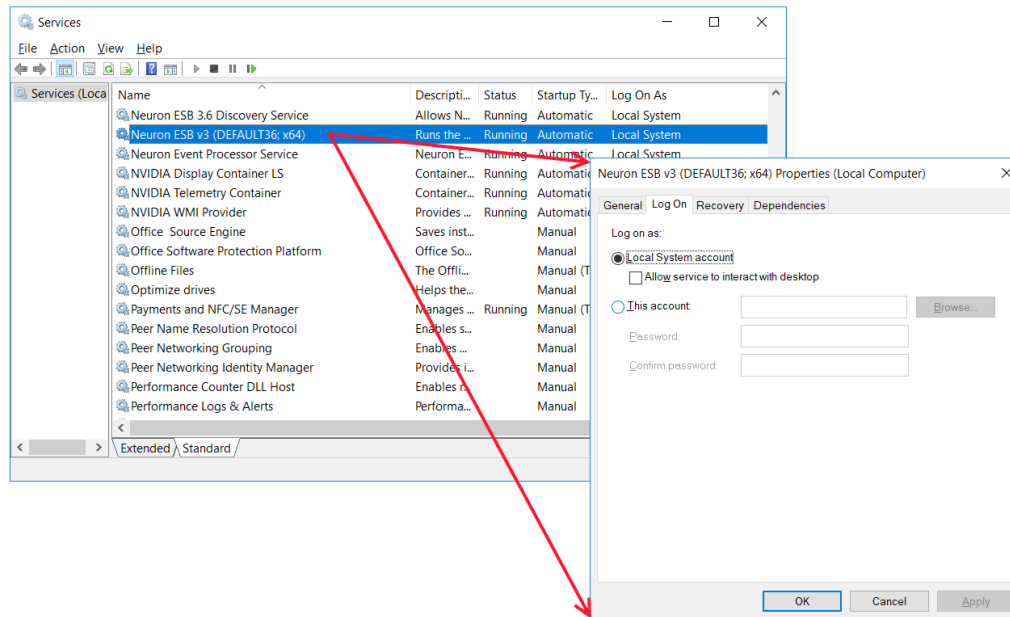 Services
File Action View Help
Services (Loca
Name Descripti... Status Startup Ty... Log On As
Neuron ESB 3.6 Discovery Service Allows N... Running Automatic Local System
Neuron ESB v3 (DEFAULT36; x64) Runs the ... Running Automatic Local System
Neuron Event Processor Service Neuron E... Running Automatic Local System
NVIDIA Display Container LS Container... Running Automatic
NVIDIA Telemetry Container Container... Running Automatic
NVIDIA WMI Provider Provides ... Running Automatic
Office Source Engine Saves inst... Manual
Office Software Protection Platform Office So... Manual
Offline Files The Offli... Manual (T
Optimize drives Helps the... Manual
Payments and NFC/SE Manager Manages ... Running Manual (T
Peer Name Resolution Protocol Enables s... Manual
Peer Networking Grouping Enables ... Manual
Peer Networking Identity Manager Provides i... Manual
Performance Counter DLL Host Enables r... Manual
Performance Logs & Alerts Performa... Manual
Extended Standard
Neuron ESB v3 (DEFAULT36; x64) Properties (Local Computer)
General Log On Recovery Dependencies
Log on as:
Local System account
Allow service to interact with desktop
This account: Browse...
Password:
Confirm password:
OK Cancel Apply